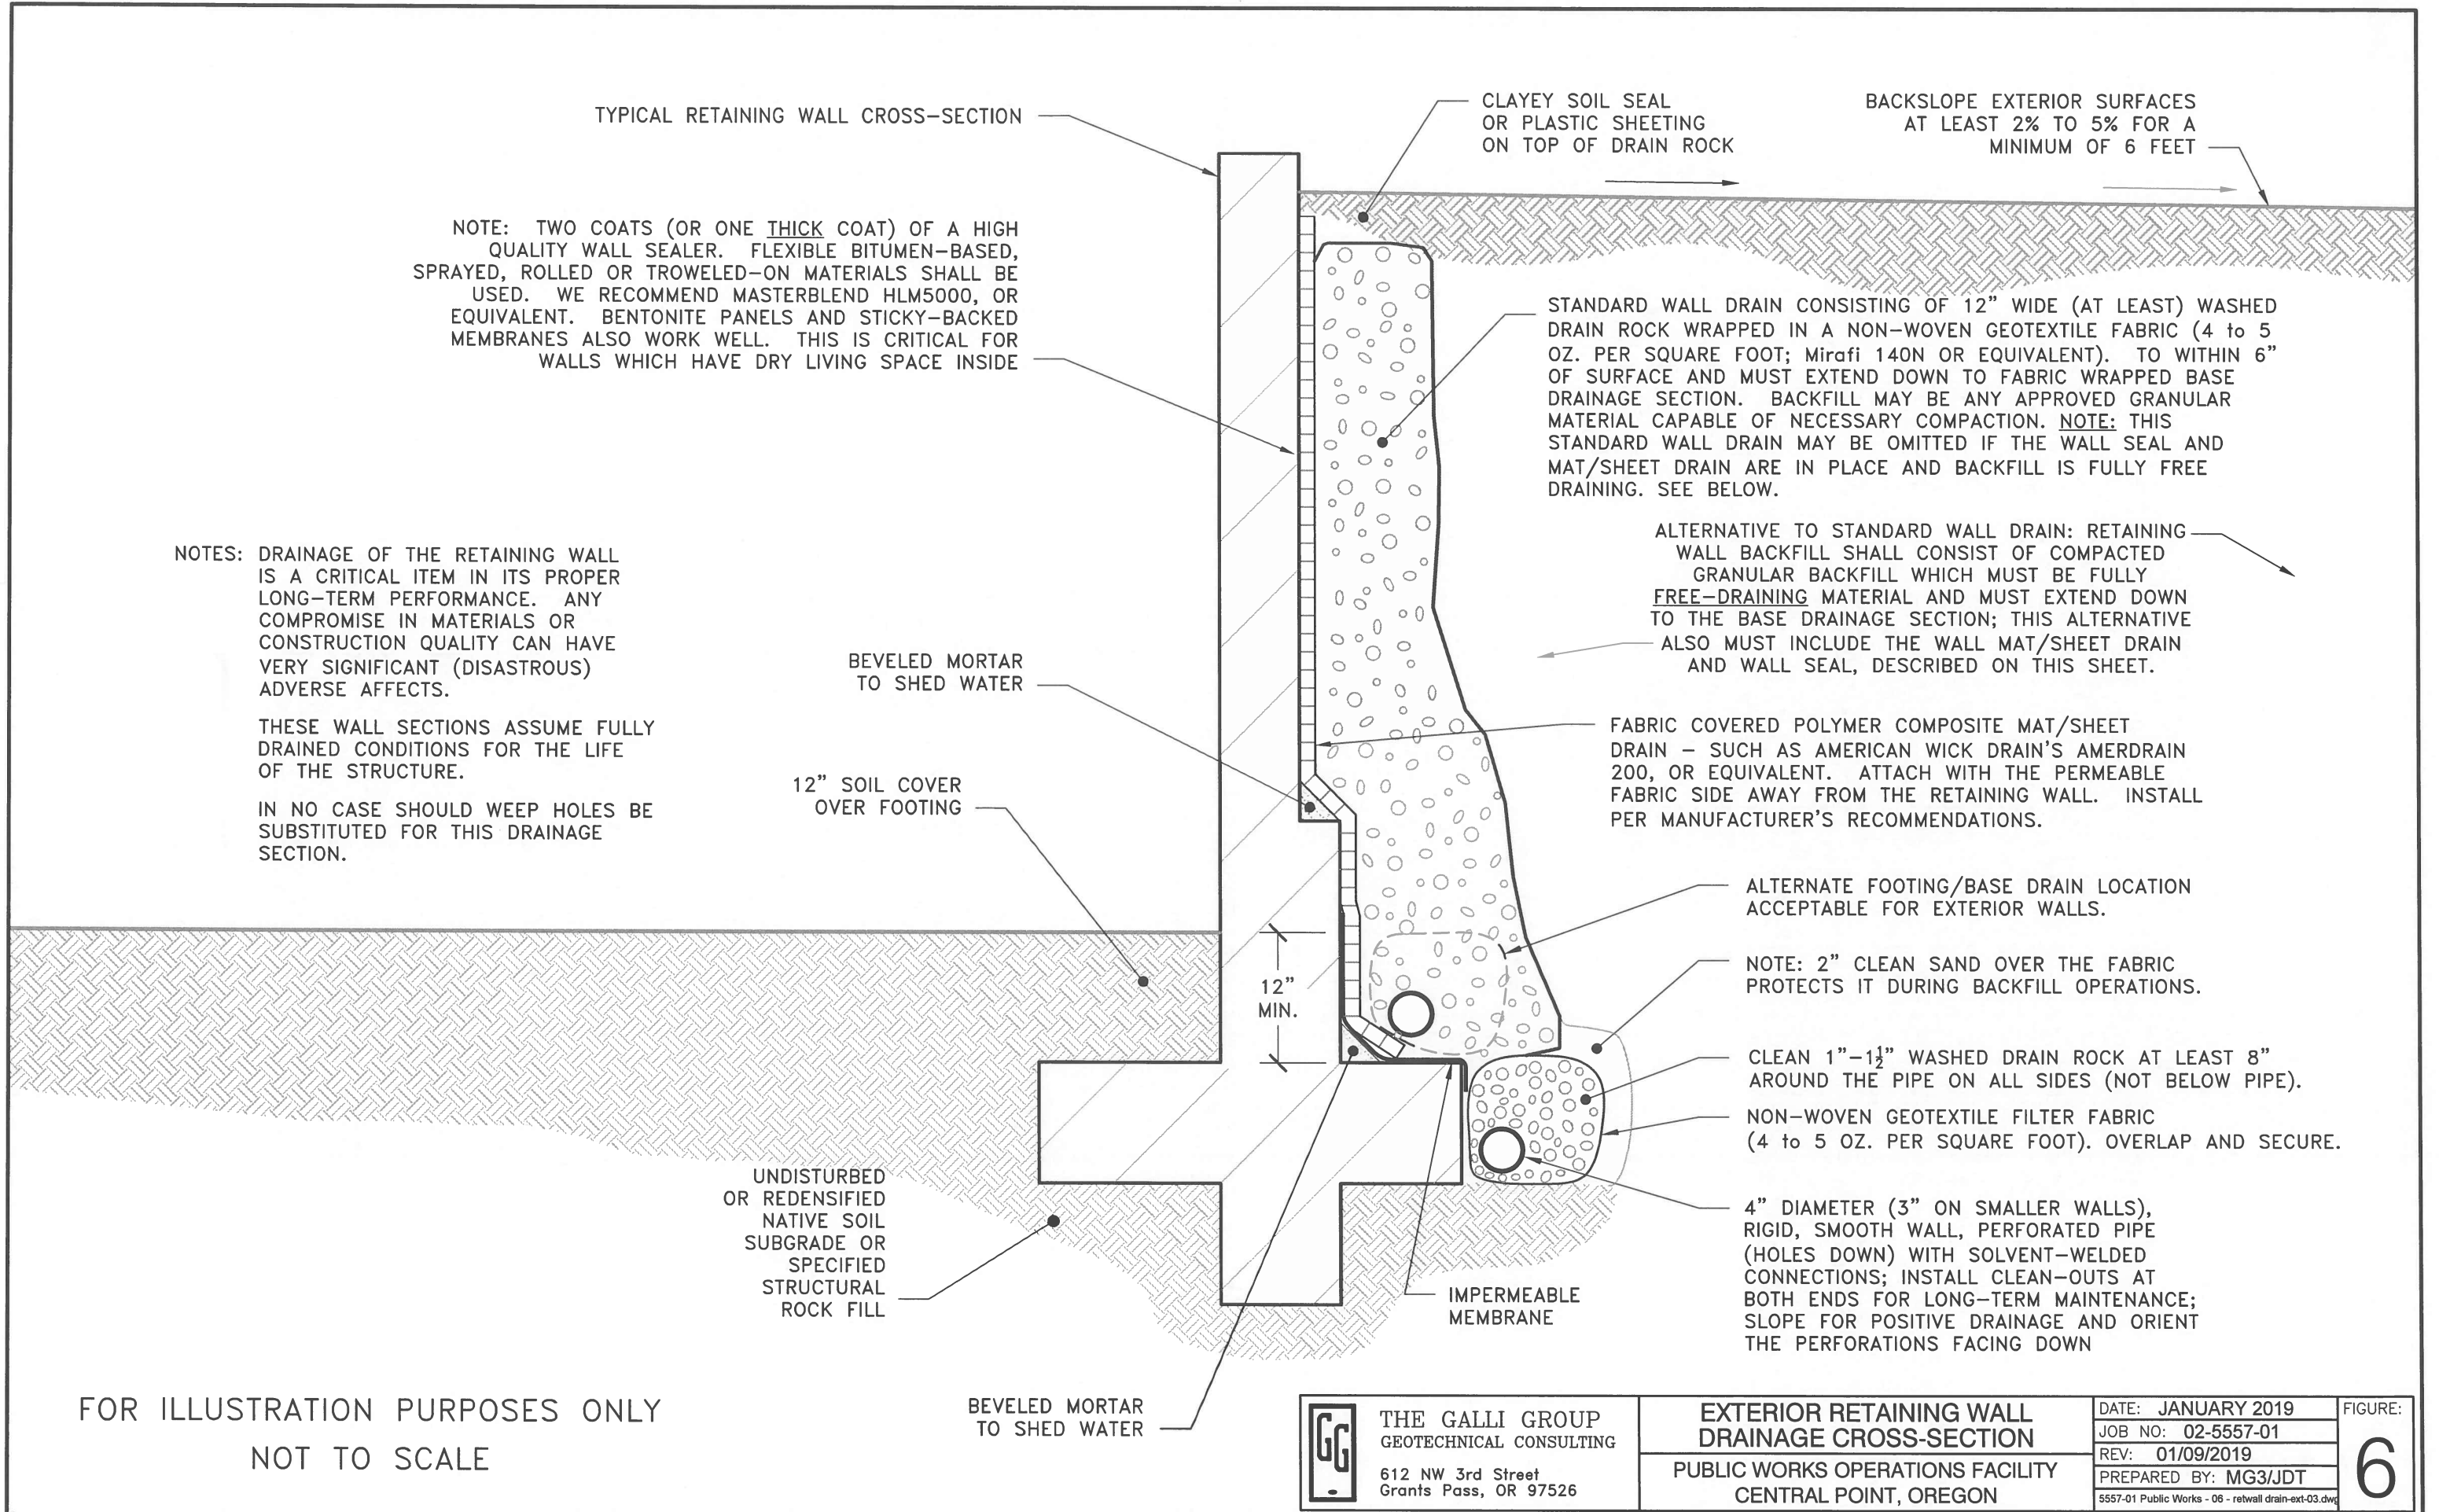 TYPICAL RETAINING WALL CROSS-SECTION
CLAYEY SOIL SEAL
OR PLASTIC SHEETING
ON TOP OF DRAIN ROCK
BACKSLOPE EXTERIOR SURFACES
AT LEAST 2% TO 5% FOR A
MINIMUM OF 6 FEET
NOTE: TWO COATS (OR ONE THICK COAT) OF A HIGH
QUALITY WALL SEALER. FLEXIBLE BITUMEN-BASED,
SPRAYED, ROLLED OR TROWELED-ON MATERIALS SHALL BE
USED. WE RECOMMEND MASTERBLEND HLM5000, OR
EQUIVALENT. BENTONITE PANELS AND STICKY-BACKED
MEMBRANES ALSO WORK WELL. THIS IS CRITICAL FOR
WALLS WHICH HAVE DRY LIVING SPACE INSIDE
STANDARD WALL DRAIN CONSISTING OF 12" WIDE (AT LEAST) WASHED
DRAIN ROCK WRAPPED IN A NON-WOVEN GEOTEXTILE FABRIC (4 to 5
OZ. PER SQUARE FOOT; Mirafi 140N OR EQUIVALENT). TO WITHIN 6"
OF SURFACE AND MUST EXTEND DOWN TO FABRIC WRAPPED BASE
DRAINAGE SECTION. BACKFILL MAY BE ANY APPROVED GRANULAR
MATERIAL CAPABLE OF NECESSARY COMPACTION. NOTE: THIS
STANDARD WALL DRAIN MAY BE OMITTED IF THE WALL SEAL AND
MAT/SHEET DRAIN ARE IN PLACE AND BACKFILL IS FULLY FREE
DRAINING. SEE BELOW.
ALTERNATIVE TO STANDARD WALL DRAIN: RETAINING
WALL BACKFILL SHALL CONSIST OF COMPACTED
GRANULAR BACKFILL WHICH MUST BE FULLY
FREE-DRAINING MATERIAL AND MUST EXTEND DOWN
TO THE BASE DRAINAGE SECTION; THIS ALTERNATIVE
ALSO MUST INCLUDE THE WALL MAT/SHEET DRAIN
AND WALL SEAL, DESCRIBED ON THIS SHEET.
NOTES: DRAINAGE OF THE RETAINING WALL
IS A CRITICAL ITEM IN ITS PROPER
LONG-TERM PERFORMANCE. ANY
COMPROMISE IN MATERIALS OR
CONSTRUCTION QUALITY CAN HAVE
VERY SIGNIFICANT (DISASTROUS)
ADVERSE AFFECTS.
THESE WALL SECTIONS ASSUME FULLY
DRAINED CONDITIONS FOR THE LIFE
OF THE STRUCTURE.
IN NO CASE SHOULD WEEP HOLES BE
SUBSTITUTED FOR THIS DRAINAGE
SECTION.
BEVELED MORTAR
TO SHED WATER
12" SOIL COVER
OVER FOOTING
FABRIC COVERED POLYMER COMPOSITE MAT/SHEET
DRAIN - SUCH AS AMERICAN WICK DRAIN'S AMERDRAIN
200, OR EQUIVALENT. ATTACH WITH THE PERMEABLE
FABRIC SIDE AWAY FROM THE RETAINING WALL. INSTALL
PER MANUFACTURER'S RECOMMENDATIONS.
ALTERNATE FOOTING/BASE DRAIN LOCATION
ACCEPTABLE FOR EXTERIOR WALLS.
NOTE: 2" CLEAN SAND OVER THE FABRIC
PROTECTS IT DURING BACKFILL OPERATIONS.
12"
MIN.
CLEAN 1"-1½" WASHED DRAIN ROCK AT LEAST 8"
AROUND THE PIPE ON ALL SIDES (NOT BELOW PIPE).
NON-WOVEN GEOTEXTILE FILTER FABRIC
(4 to 5 OZ. PER SQUARE FOOT). OVERLAP AND SECURE.
4" DIAMETER (3" ON SMALLER WALLS),
RIGID, SMOOTH WALL, PERFORATED PIPE
(HOLES DOWN) WITH SOLVENT-WELDED
CONNECTIONS; INSTALL CLEAN-OUTS AT
BOTH ENDS FOR LONG-TERM MAINTENANCE;
SLOPE FOR POSITIVE DRAINAGE AND ORIENT
THE PERFORATIONS FACING DOWN
UNDISTURBED
OR REDENSIFIED
NATIVE SOIL
SUBGRADE OR
SPECIFIED
STRUCTURAL
ROCK FILL
IMPERMEABLE
MEMBRANE
BEVELED MORTAR
TO SHED WATER
FOR ILLUSTRATION PURPOSES ONLY
NOT TO SCALE
GG
THE GALLI GROUP
GEOTECHNICAL CONSULTING
612 NW 3rd Street
Grants Pass, OR 97526
EXTERIOR RETAINING WALL
DRAINAGE CROSS-SECTION
PUBLIC WORKS OPERATIONS FACILITY
CENTRAL POINT, OREGON
DATE: JANUARY 2019
JOB NO: 02-5557-01
REV: 01/09/2019
PREPARED BY: MG3/JDT
5557-01 Public Works - 06 - retwall drain-ext-03.dwg
FIGURE:
6